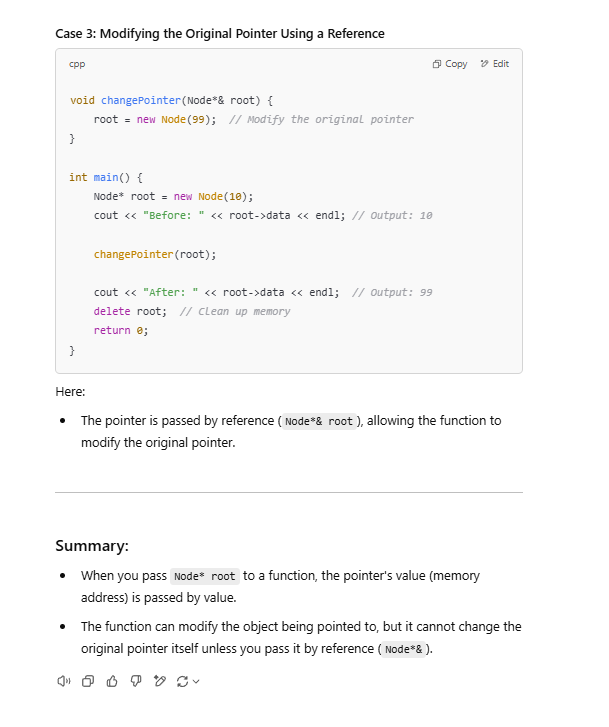 Case 3: Modifying the Original Pointer Using a Reference
cpp Copy Edit
void changePointer(Node*& root) {
    root = new Node(99);  // Modify the original pointer
}
int main() {
    Node* root = new Node(10);
    cout << "Before: " << root->data << endl; // Output: 10
    changePointer(root);
    cout << "After: " << root->data << endl;  // Output: 99
    delete root;  // Clean up memory
    return 0;
}
Here:
• The pointer is passed by reference ( Node*& root ), allowing the function to
modify the original pointer.
Summary:
• When you pass Node* root to a function, the pointer's value (memory
address) is passed by value.
• The function can modify the object being pointed to, but it cannot change the
original pointer itself unless you pass it by reference ( Node*& ).